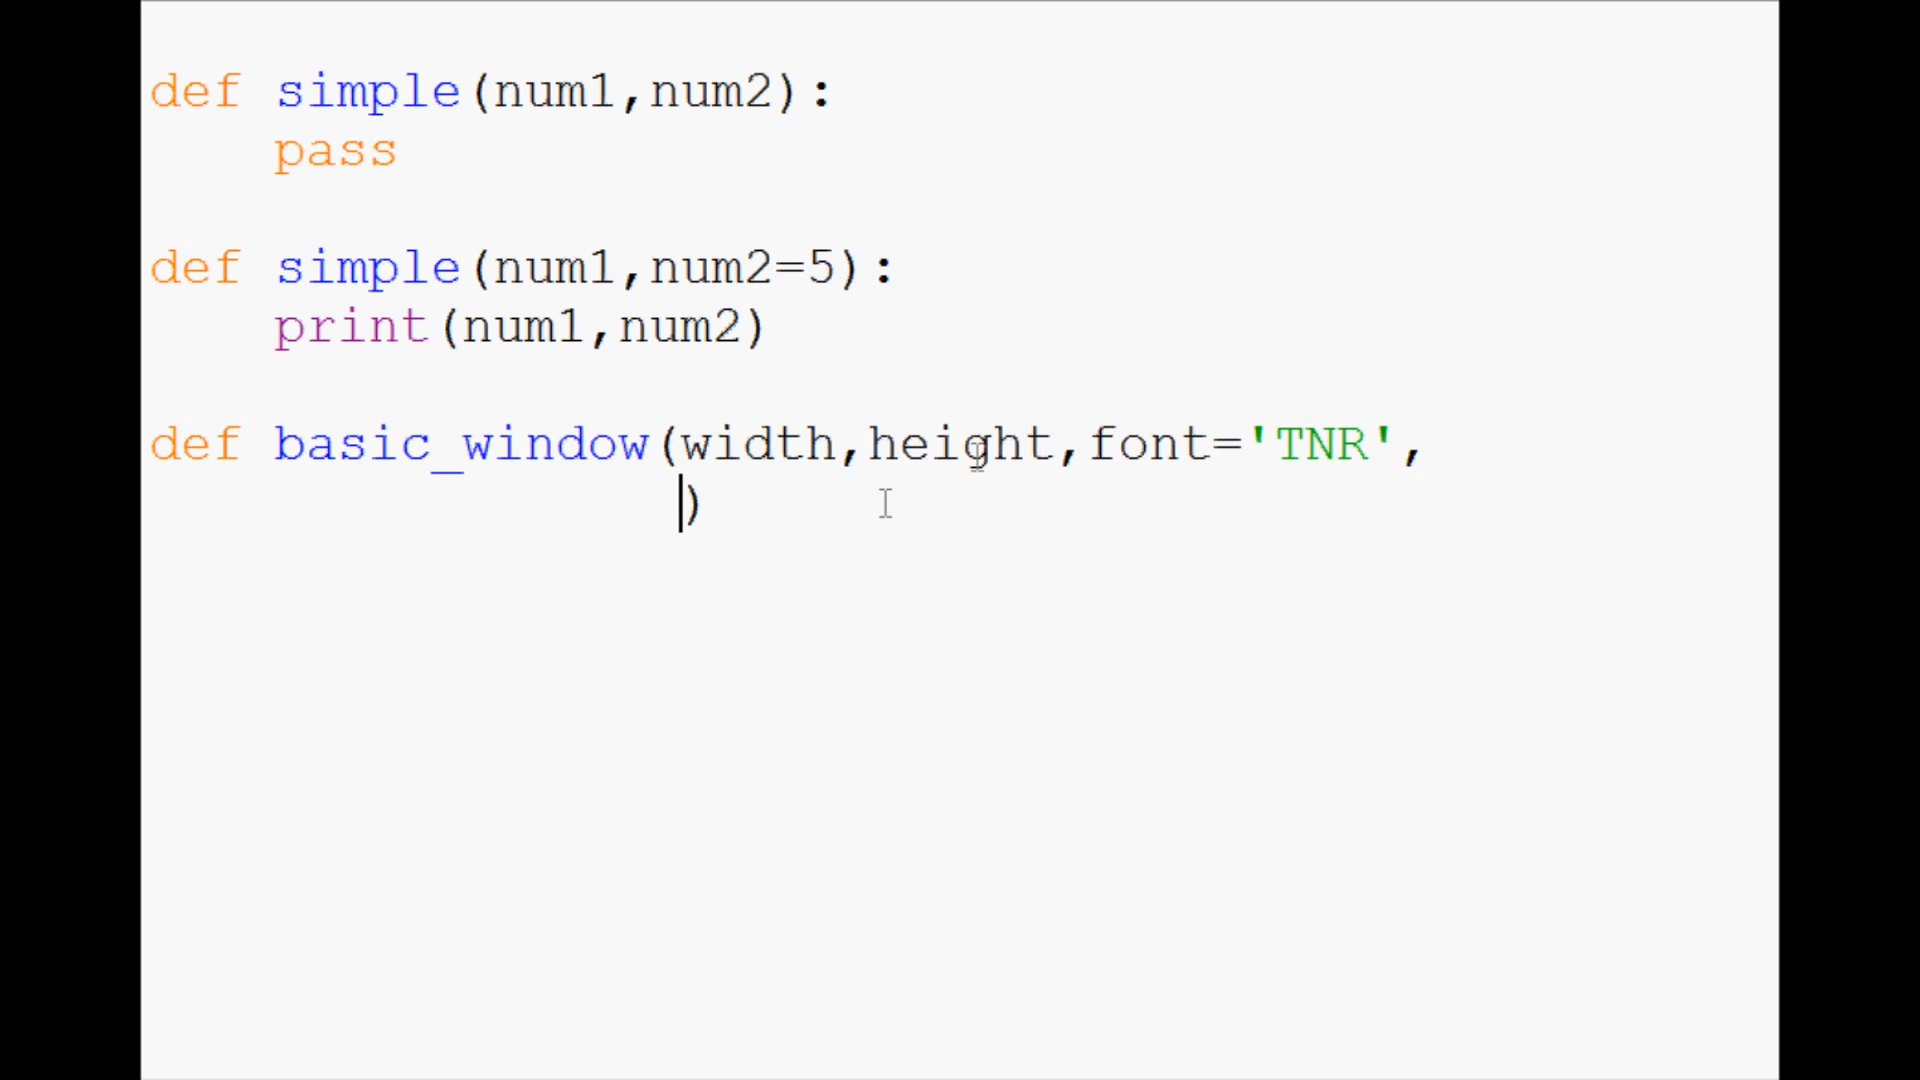 def simple(num1,num2):
    pass
def simple(num1,num2=5):
    print(num1,num2)
def basic_window(width,height,font='TNR',
                 )